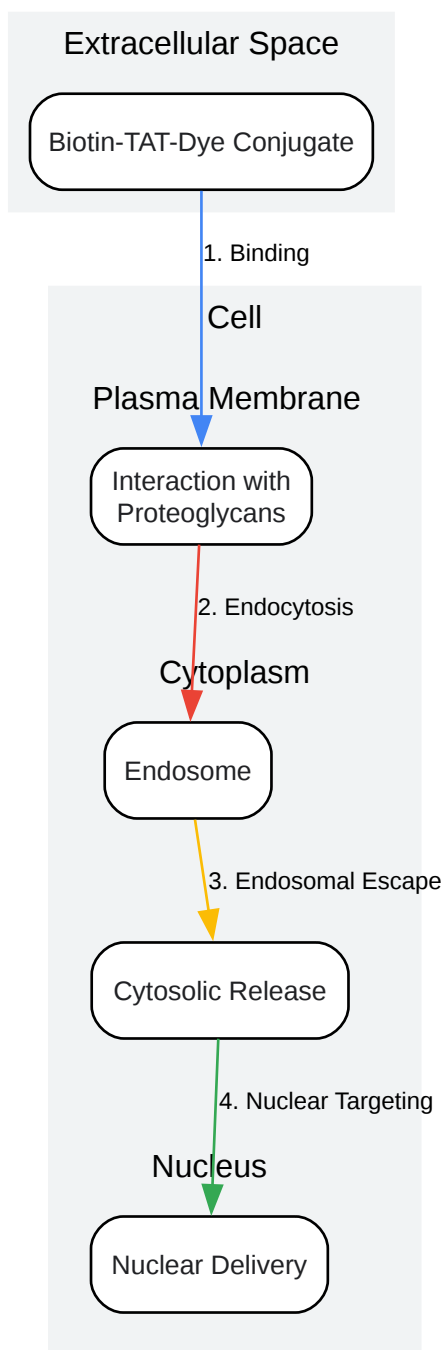 Extracellular Space
Biotin-TAT-Dye Conjugate
1. Binding
Cell
Plasma Membrane
Interaction with
Proteoglycans
2. Endocytosis
Cytoplasm
Endosome
3. Endosomal Escape
Cytosolic Release
4. Nuclear Targeting
Nucleus
Nuclear Delivery